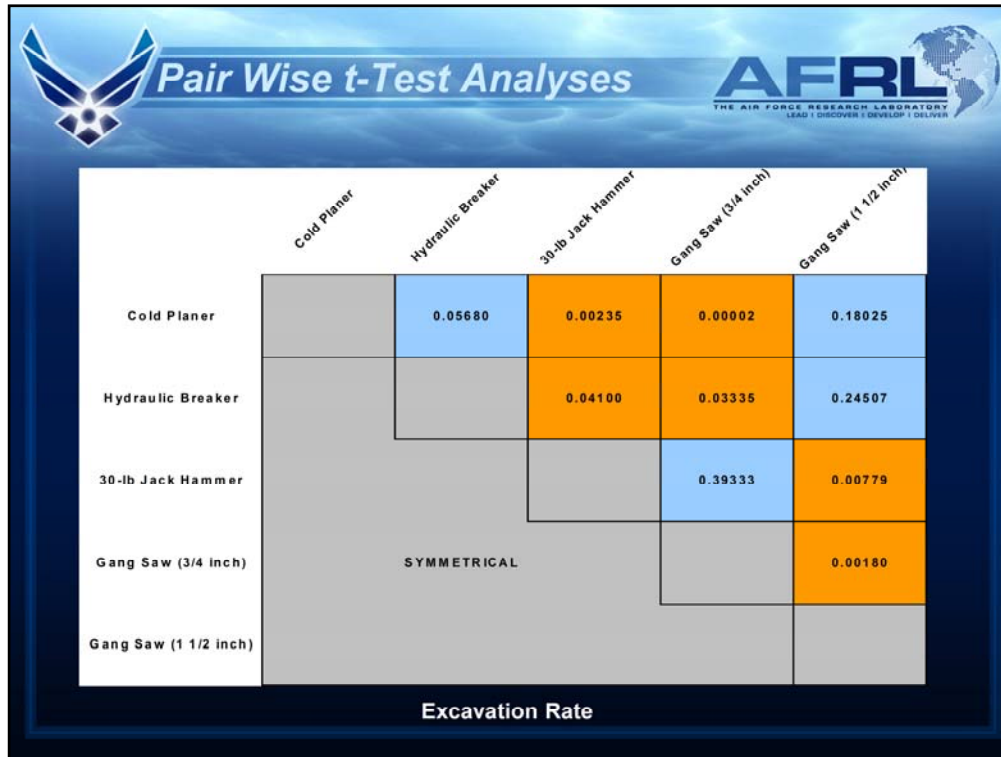 Pair Wise t-Test Analyses
AFRL
THE AIR FORCE RESEARCH LABORATORY
LEAD | DISCOVER | DEVELOP | DELIVER
Cold Planer
Hydraulic Breaker
30-lb Jack Hammer
Gang Saw (3/4 inch)
Gang Saw (1 1/2 inch)
Cold Planer 0.05680 0.00235 0.00002 0.18025
Hydraulic Breaker 0.04100 0.03335 0.24507
30-lb Jack Hammer 0.39333 0.00779
Gang Saw (3/4 inch) SYMMETRICAL 0.00180
Gang Saw (1 1/2 inch)
Excavation Rate